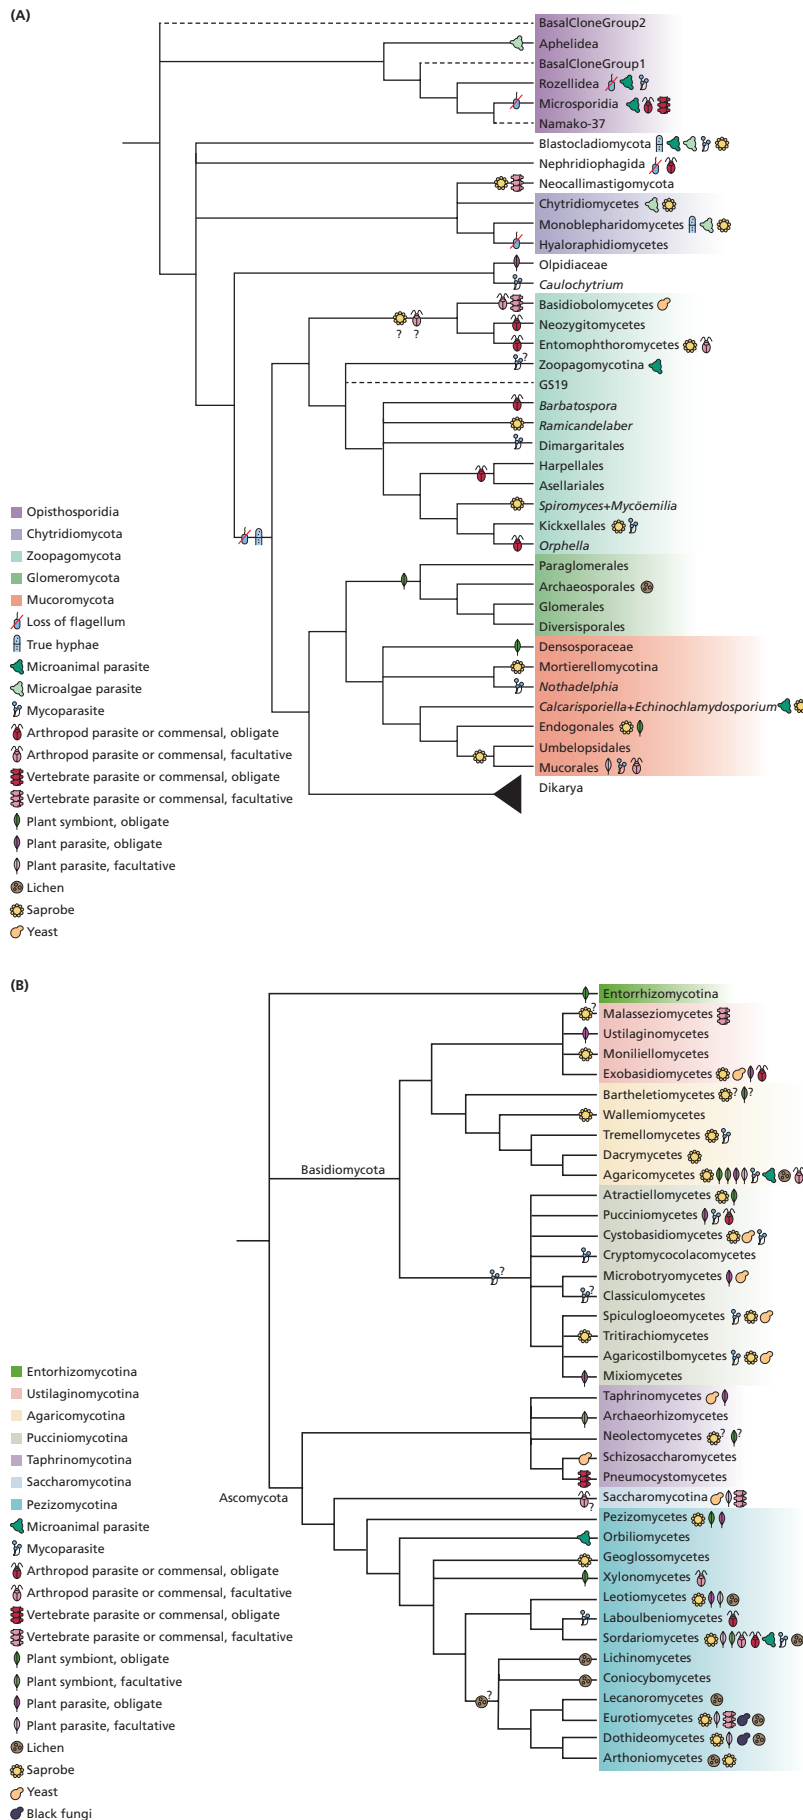 (A)
BasalCloneGroup2
Aphelidea
BasalCloneGroup1
Rozellidea
Microsporidia
Namako-37
Blastocladiomycota
Nephridiophagida
Neocallimastigomycota
Chytridiomycetes
Monoblepharidomycetes
Hyaloraphidiomycetes
Olpidiaceae
Caulochytrium
Basidiobolomycetes
? ?
Neozygitomycetes
Entomophthoromycetes
?
Zoopagomycotina
GS19
Barbatospora
Ramicandelaber
Dimargaritales
Harpellales
Asellariales
Spiromyces+Mycöemilia
Kickxellales
Orphella
Paraglomerales
Archaeosporales
Glomerales
Diversisporales
Densosporaceae
Mortierellomycotina
Nothadelphia
Calcarisporiella+Echinochlamydosporium
Endogonales
Umbelopsidales
Mucorales
Dikarya
Opisthosporidia
Chytridiomycota
Zoopagomycota
Glomeromycota
Mucoromycota
Loss of flagellum
True hyphae
Microanimal parasite
Microalgae parasite
Mycoparasite
Arthropod parasite or commensal, obligate
Arthropod parasite or commensal, facultative
Vertebrate parasite or commensal, obligate
Vertebrate parasite or commensal, facultative
Plant symbiont, obligate
Plant parasite, obligate
Plant parasite, facultative
Lichen
Saprobe
Yeast
(B)
Entorrhizomycotina
?
Malasseziomycetes
Ustilaginomycetes
Moniliellomycetes
Exobasidiomycetes
Bartheletiomycetes ? ?
Wallemiomycetes
Tremellomycetes
Dacrymycetes
Basidiomycota
Agaricomycetes
Atractiellomycetes
Pucciniomycetes
Cystobasidiomycetes
Cryptomycocolacomycetes
?
Microbotryomycetes
?
Classiculomycetes
Spiculogloeomycetes
Tritirachiomycetes
Agaricostilbomycetes
Mixiomycetes
Taphrinomycetes
Archaeorhizomycetes
Neolectomycetes ? ?
Schizosaccharomycetes
Pneumocystomycetes
Ascomycota
Saccharomycotina
?
Pezizomycetes
Orbiliomycetes
Geoglossomycetes
Xylonomycetes
Leotiomycetes
Laboulbeniomycetes
Sordariomycetes
Lichinomycetes
Coniocybomycetes
?
Lecanoromycetes
Eurotiomycetes
Dothideomycetes
Arthoniomycetes
Entorhizomycotina
Ustilaginomycotina
Agaricomycotina
Pucciniomycotina
Taphrinomycotina
Saccharomycotina
Pezizomycotina
Microanimal parasite
Mycoparasite
Arthropod parasite or commensal, obligate
Arthropod parasite or commensal, facultative
Vertebrate parasite or commensal, obligate
Vertebrate parasite or commensal, facultative
Plant symbiont, obligate
Plant symbiont, facultative
Plant parasite, obligate
Plant parasite, facultative
Lichen
Saprobe
Yeast
Black fungi